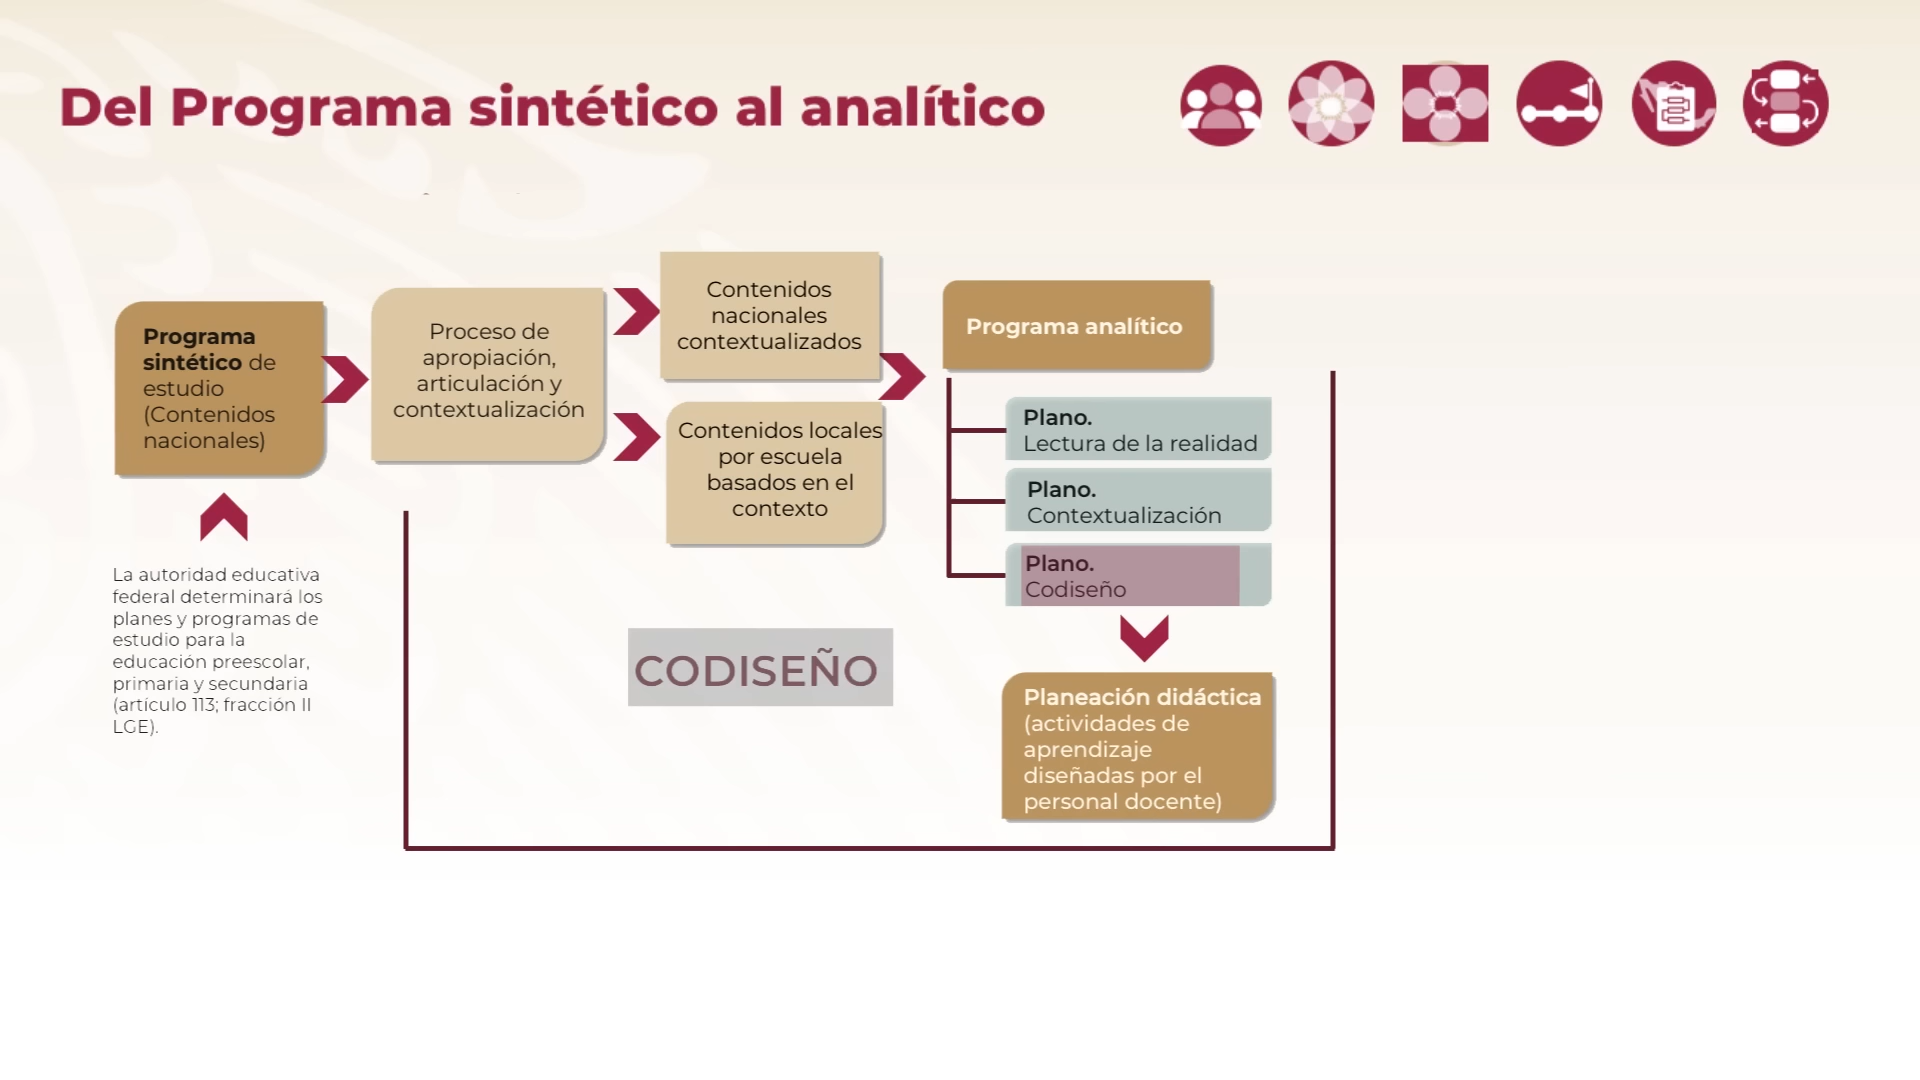 Del Programa sintético al analítico
Programa
sintético de
estudio
(Contenidos
nacionales)
La autoridad educativa
federal determinará los
planes y programas de
estudio para la
educación preescolar,
primaria y secundaria
(artículo 113; fracción II
LGE).
Proceso de
apropiación,
articulación y
contextualización
Contenidos
nacionales
contextualizados
Contenidos locales
por escuela
basados en el
contexto
CODISEÑO
Programa analítico
Plano.
Lectura de la realidad
Plano.
Contextualización
Plano.
Codiseño
Planeación didáctica
(actividades de
aprendizaje
diseñadas por el
personal docente)